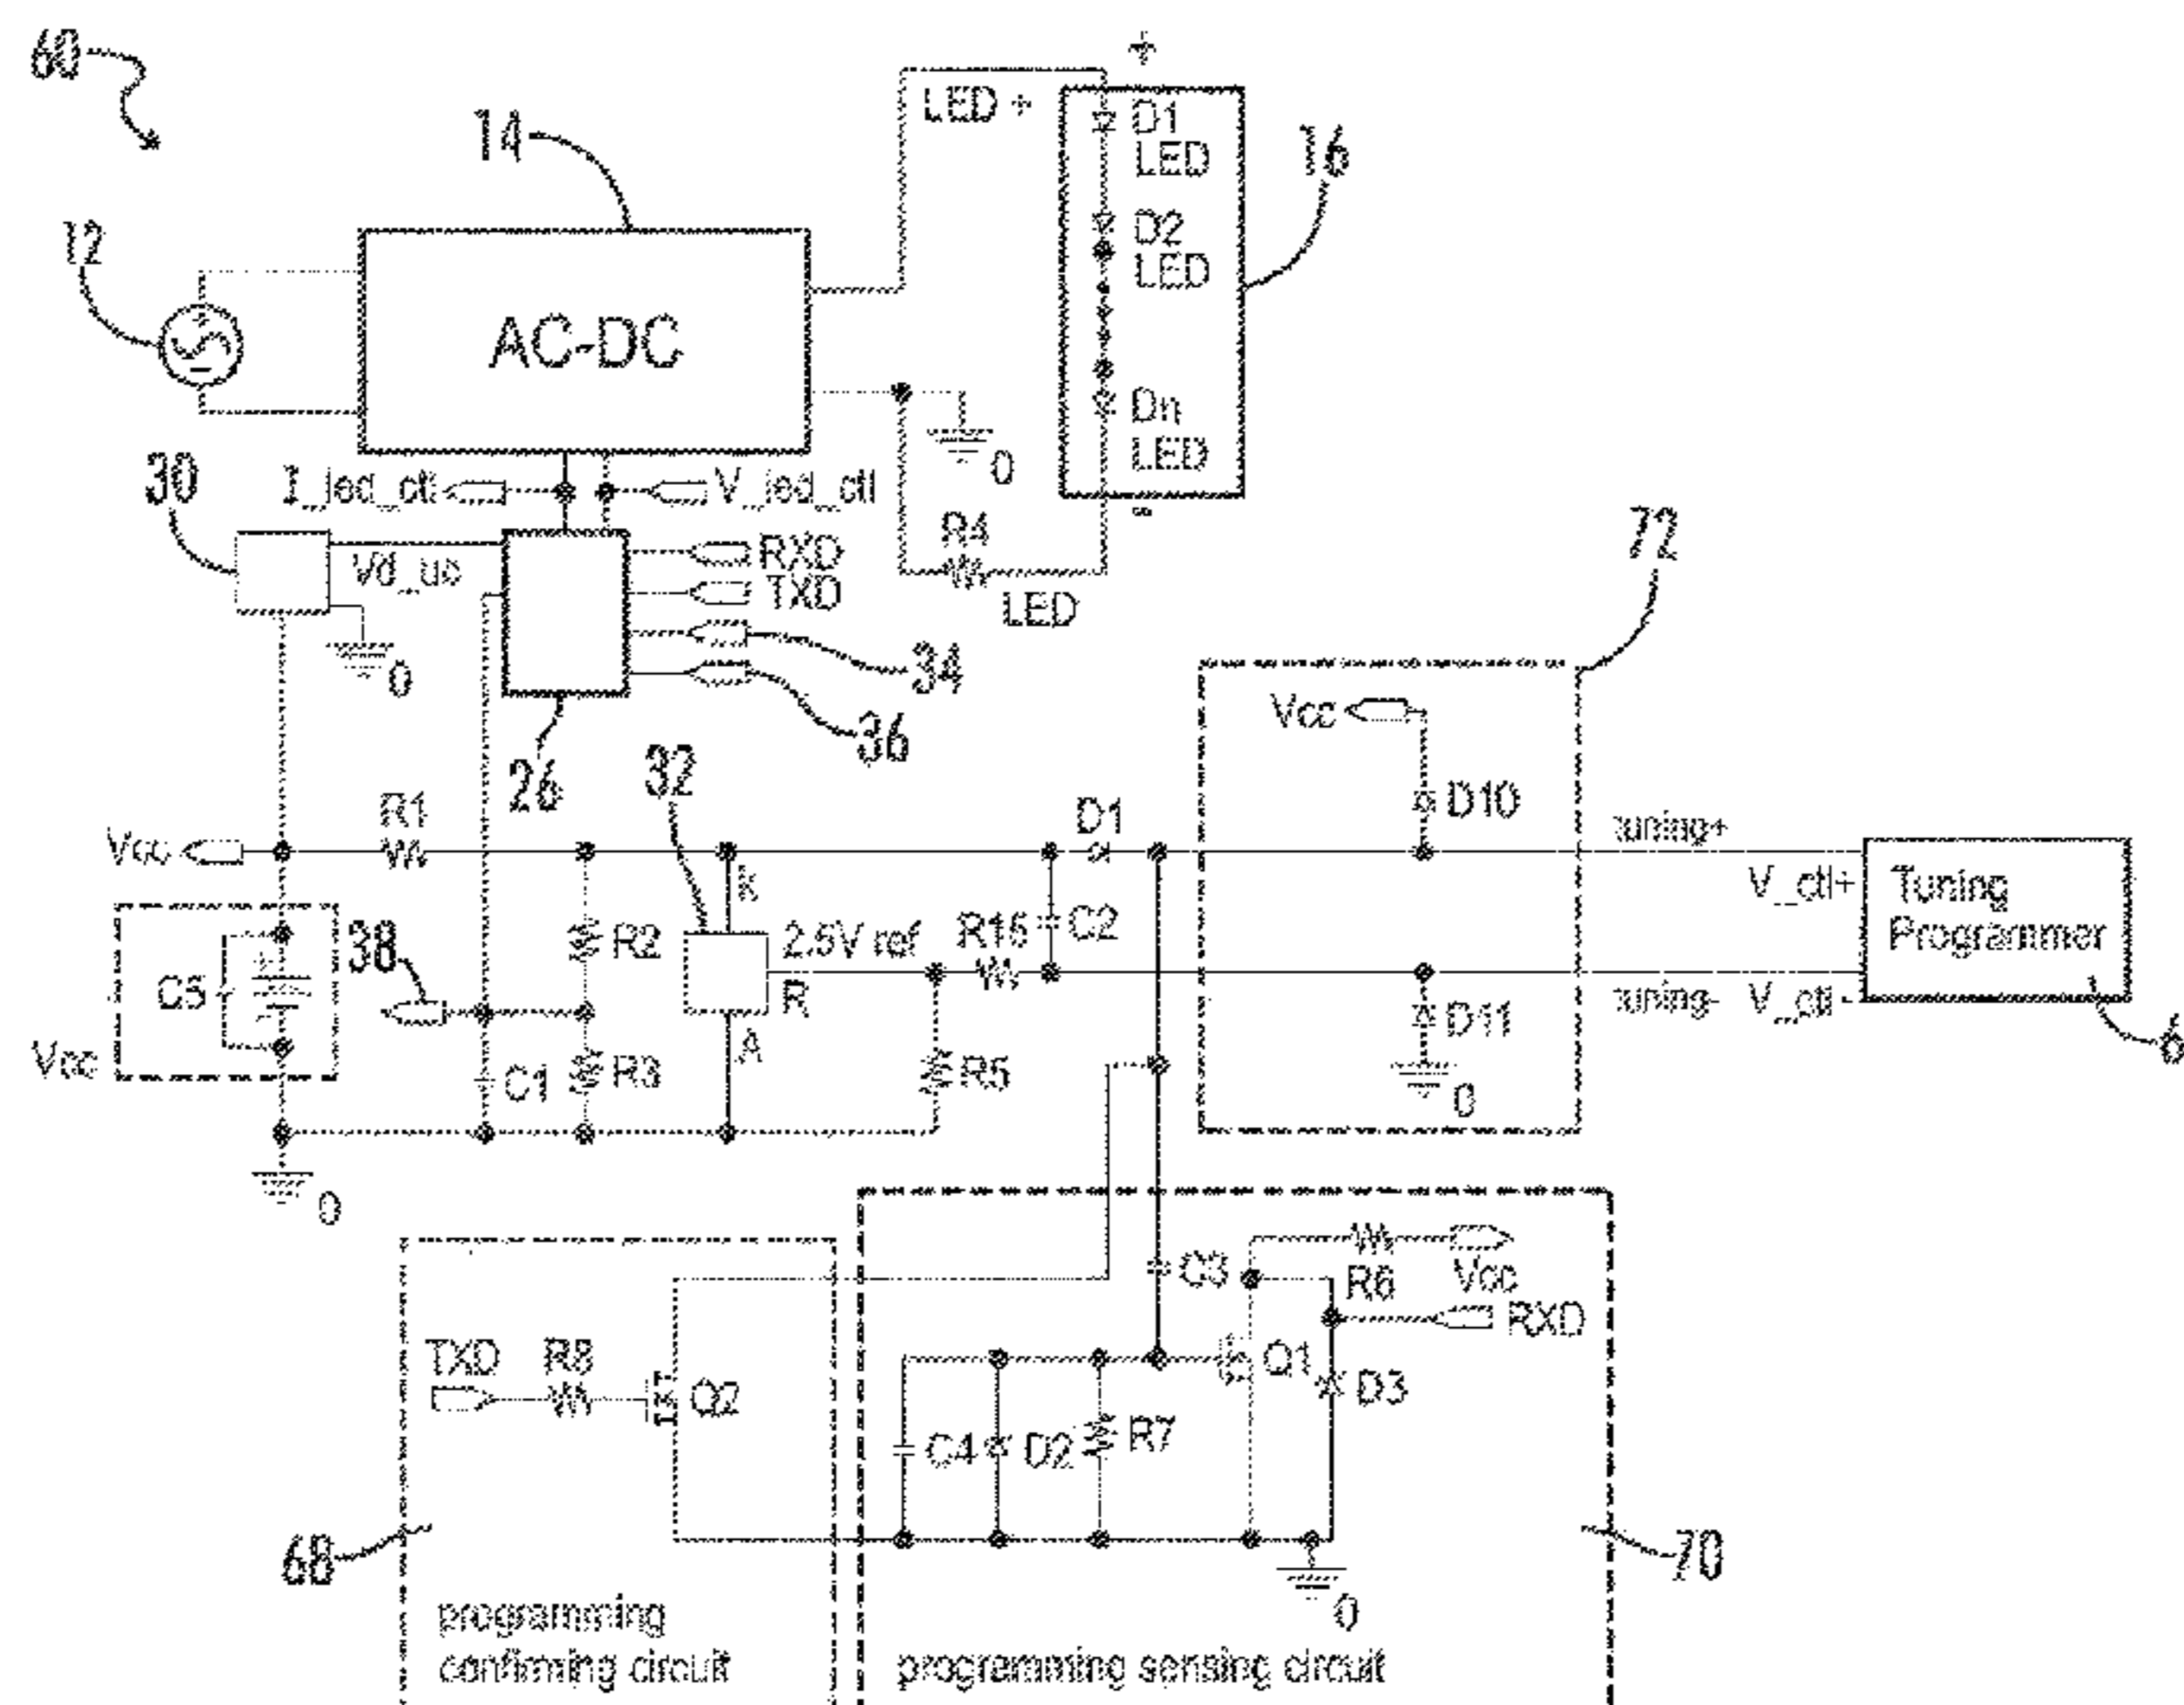 60
14
12
LED +
+
D1
LED
D2
LED
Dn
LED
16
AC-DC
0
-
30
I_led_ctl
V_led_ctl
Vd_uc
RXD
TXD
R4
LED
0
34
36
26
32
72
Vcc
D10
Vcc
R1
D1
tuning+
V_ctl+
Tuning
Programmer
K
2.5V ref
R
A
R2
R15
C2
38
C5
Vcc
C1
R3
R5
D11
0
tuning-
V_ctl -
6
0
C3
R6
Vcc
RXD
TXD
R8
Q2
Q1
D3
C4
D2
R7
68
70
0
programming
confirming circuit
programming sensing circuit